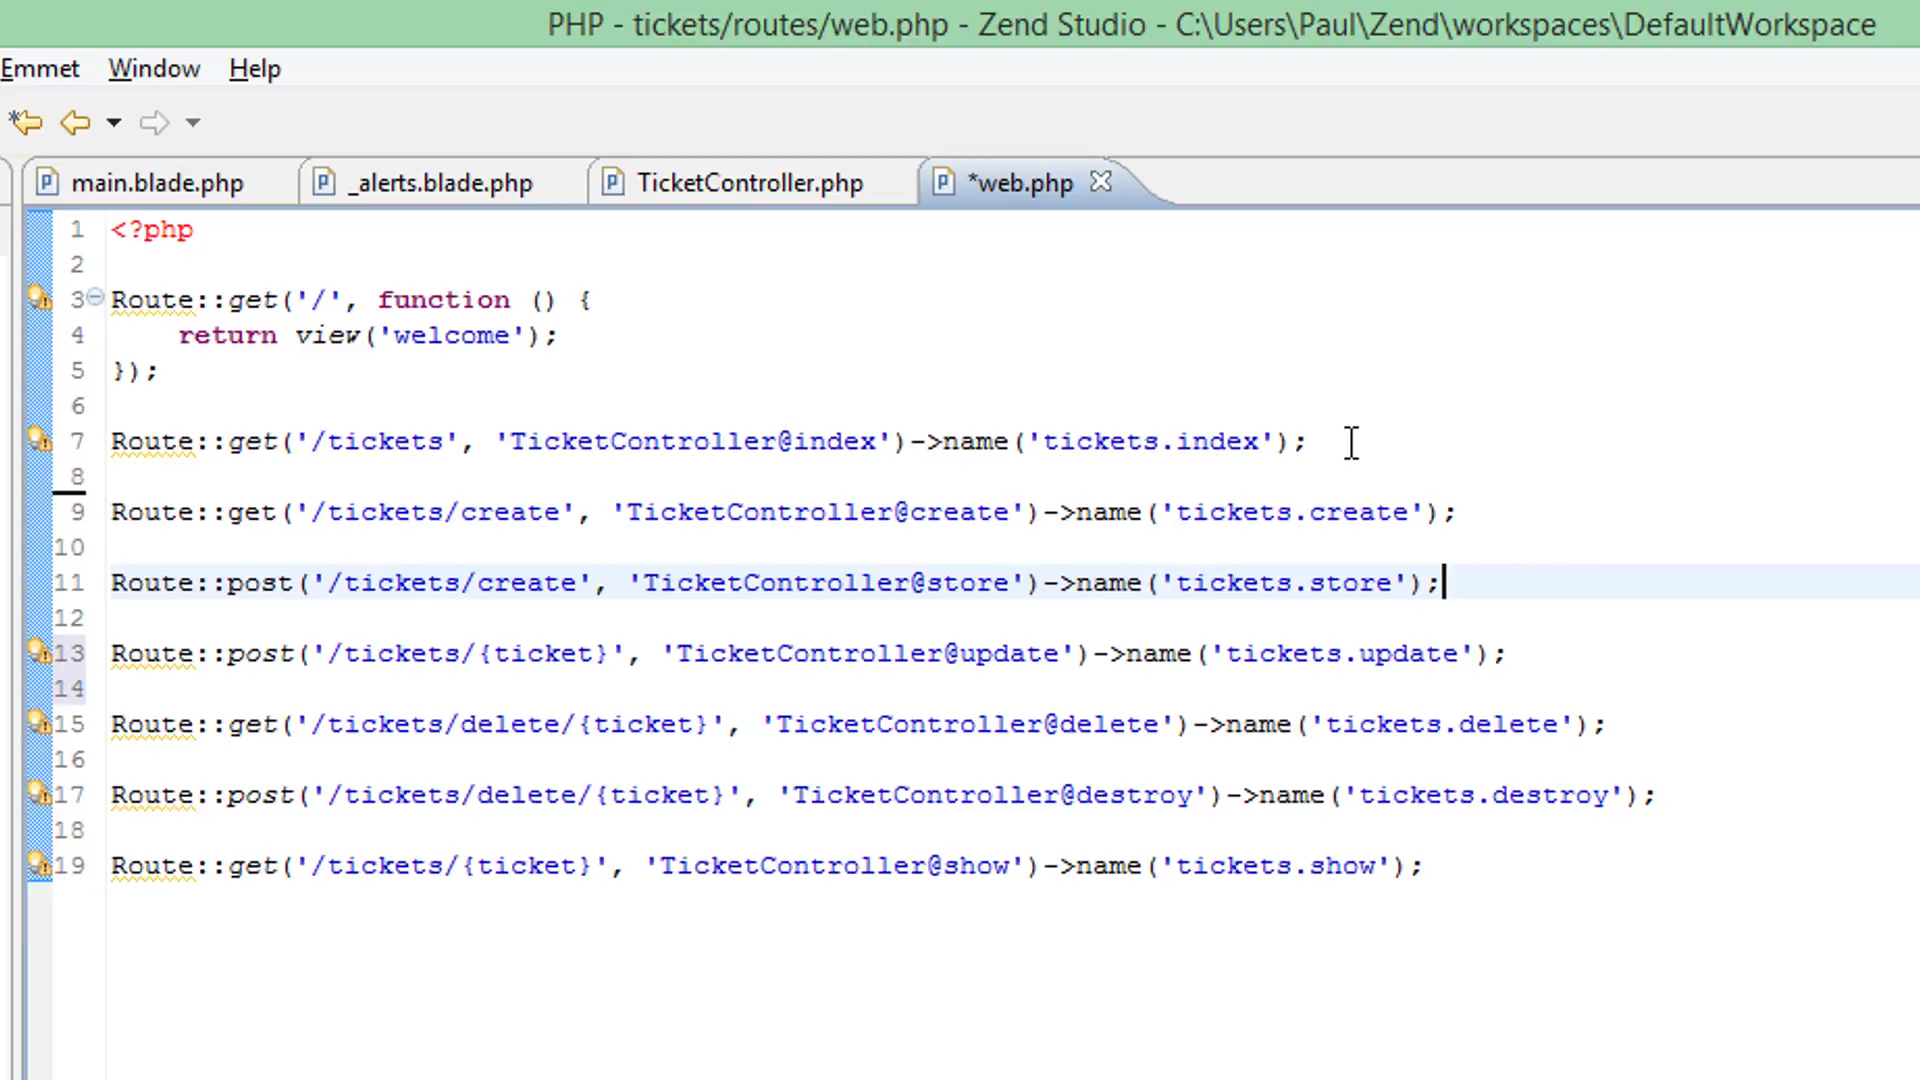 PHP - tickets/routes/web.php - Zend Studio - C:\Users\Paul\Zend\workspaces\DefaultWorkspace
Emmet Window Help
main.blade.php _alerts.blade.php TicketController.php *web.php
1 <?php
2
3 Route::get('/', function () {
4 return view('welcome');
5 });
6
7 Route::get('/tickets', 'TicketController@index')->name('tickets.index');
8
9 Route::get('/tickets/create', 'TicketController@create')->name('tickets.create');
10
11 Route::post('/tickets/create', 'TicketController@store')->name('tickets.store');
12
13 Route::post('/tickets/{ticket}', 'TicketController@update')->name('tickets.update');
14
15 Route::get('/tickets/delete/{ticket}', 'TicketController@delete')->name('tickets.delete');
16
17 Route::post('/tickets/delete/{ticket}', 'TicketController@destroy')->name('tickets.destroy');
18
19 Route::get('/tickets/{ticket}', 'TicketController@show')->name('tickets.show');